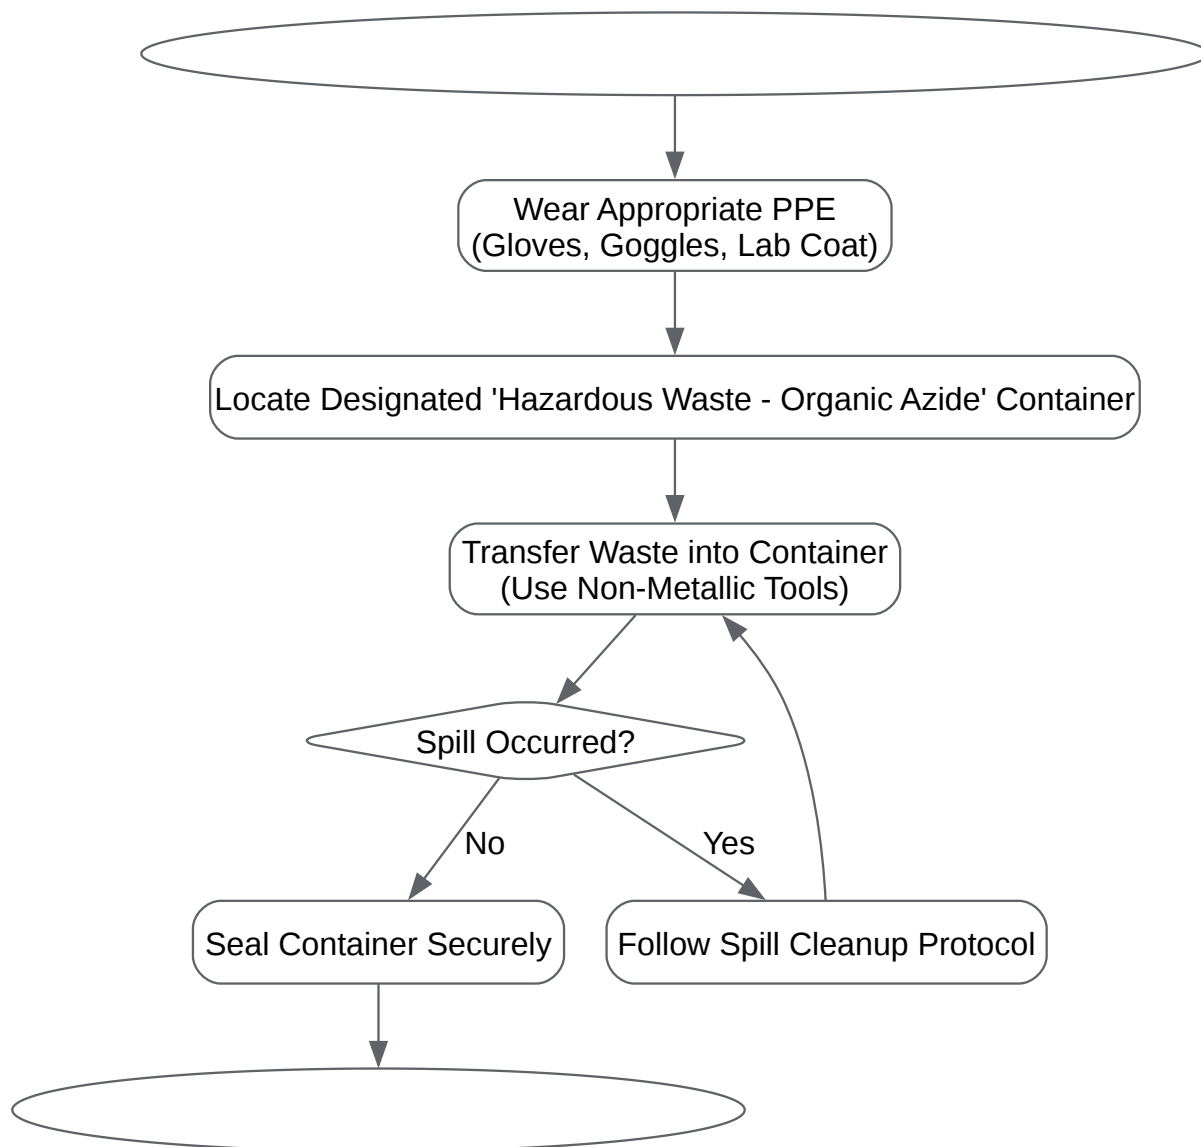 Wear Appropriate PPE
(Gloves, Goggles, Lab Coat)
Locate Designated 'Hazardous Waste - Organic Azide' Container
Transfer Waste into Container
(Use Non-Metallic Tools)
Spill Occurred?
No
Yes
Seal Container Securely
Follow Spill Cleanup Protocol